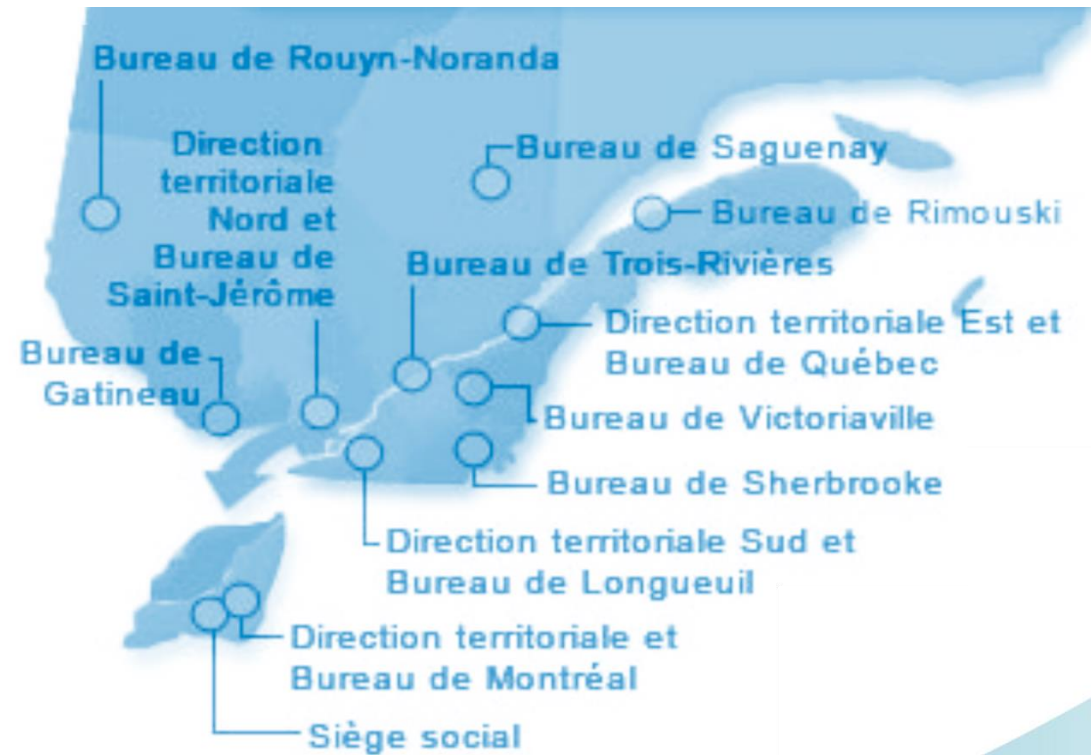 Bureau de Rouyn-Noranda
Direction
territoriale
Nord et
Bureau de
Saint-Jérôme
Bureau de Saguenay
Bureau de Rimouski
Bureau de Trois-Rivières
Direction territoriale Est et
Bureau de Québec
Bureau de
Gatineau
Bureau de Victoriaville
Bureau de Sherbrooke
Direction territoriale Sud et
Bureau de Longueuil
Direction territoriale et
Bureau de Montréal
Siège social